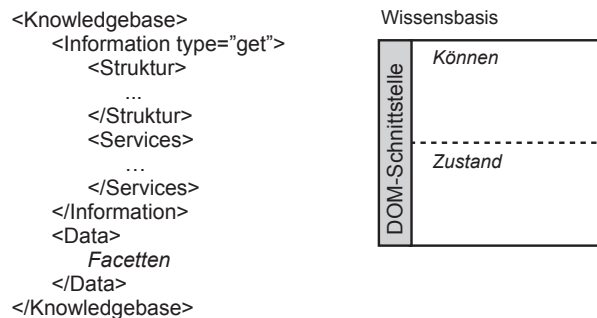 <Knowledgebase>
<Information type=”get”>
<Struktur>
...
</Struktur>
<Services>
…
</Services>
</Information>
<Data>
Facetten
</Data>
</Knowledgebase>
Wissensbasis
DOM-Schnittstelle
Können
Zustand